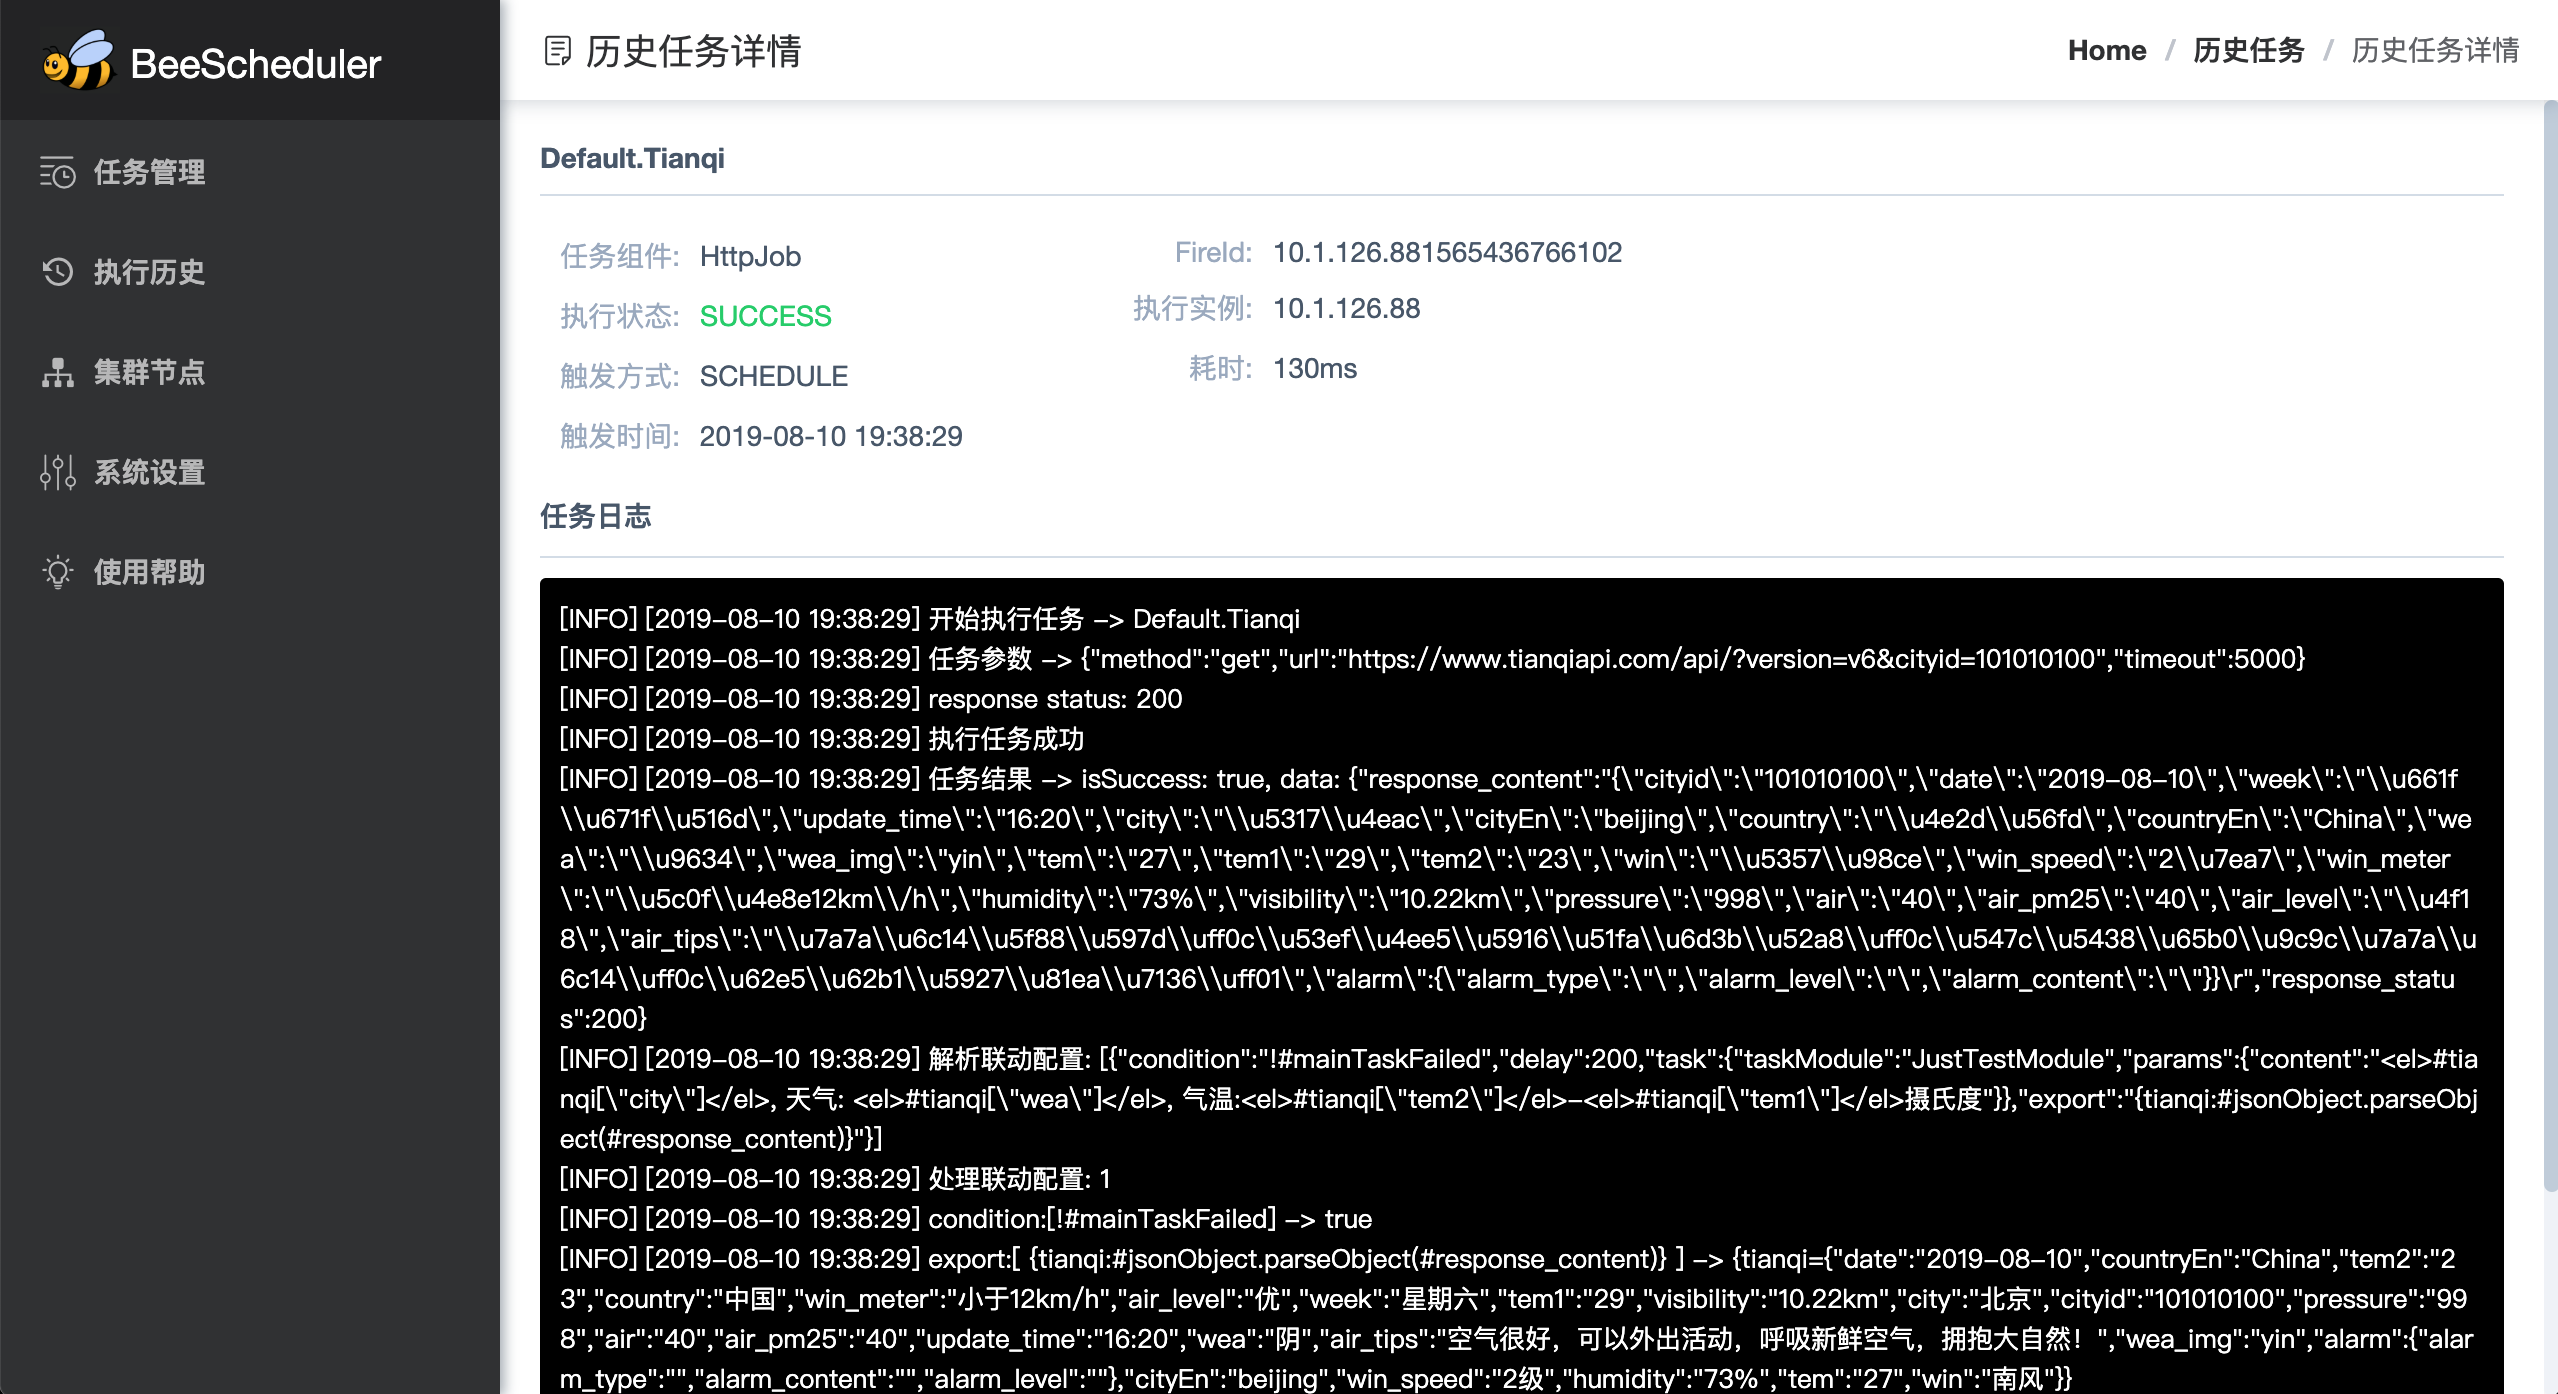 BeeScheduler
任务管理
执行历史
集群节点
系统设置
使用帮助
历史任务详情
Home / 历史任务 / 历史任务详情
Default.Tianqi
任务组件: HttpJob
FireId: 10.1.126.881565436766102
执行状态: SUCCESS
执行实例: 10.1.126.88
触发方式: SCHEDULE
耗时: 130ms
触发时间: 2019-08-10 19:38:29
任务日志
[INFO] [2019-08-10 19:38:29] 开始执行任务 -> Default.Tianqi
[INFO] [2019-08-10 19:38:29] 任务参数 -> {"method":"get","url":"https://www.tianqiapi.com/api/?version=v6&cityid=101010100","timeout":5000}
[INFO] [2019-08-10 19:38:29] response status: 200
[INFO] [2019-08-10 19:38:29] 执行任务成功
[INFO] [2019-08-10 19:38:29] 任务结果 -> isSuccess: true, data: {"response_content":"{\"cityid\":\"101010100\",\"date\":\"2019-08-10\",\"week\":\"\\u661f
\\u671f\\u516d\",\"update_time\":\"16:20\",\"city\":\"\\u5317\\u4eac\",\"cityEn\":\"beijing\",\"country\":\"\\u4e2d\\u56fd\",\"countryEn\":\"China\",\"we
a\":\"\\u9634\",\"wea_img\":\"yin\",\"tem\":\"27\",\"tem1\":\"29\",\"tem2\":\"23\",\"win\":\"\\u5357\\u98ce\",\"win_speed\":\"2\\u7ea7\",\"win_meter
\":\"\\u5c0f\\u4e8e12km\\/h\",\"humidity\":\"73%\",\"visibility\":\"10.22km\",\"pressure\":\"998\",\"air\":\"40\",\"air_pm25\":\"40\",\"air_level\":\"\\u4f1
8\",\"air_tips\":\"\\u7a7a\\u6c14\\u5f88\\u597d\\uff0c\\u53ef\\u4ee5\\u5916\\u51fa\\u6d3b\\u52a8\\uff0c\\u547c\\u5438\\u65b0\\u9c9c\\u7a7a\\u
6c14\\uff0c\\u62e5\\u62b1\\u5927\\u81ea\\u7136\\uff01\",\"alarm\":{\"alarm_type\":\"\",\"alarm_level\":\"\",\"alarm_content\":\"\"}}\r","response_statu
s":200}
[INFO] [2019-08-10 19:38:29] 解析联动配置: [{"condition":"!#mainTaskFailed","delay":200,"task":{"taskModule":"JustTestModule","params":{"content":"<el>#tia
nqi[\"city\"]</el>, 天气: <el>#tianqi[\"wea\"]</el>, 气温:<el>#tianqi[\"tem2\"]</el>-<el>#tianqi[\"tem1\"]</el>摄氏度"}},"export":"{tianqi:#jsonObject.parseObj
ect(#response_content)}"}]
[INFO] [2019-08-10 19:38:29] 处理联动配置: 1
[INFO] [2019-08-10 19:38:29] condition:[!#mainTaskFailed] -> true
[INFO] [2019-08-10 19:38:29] export:[ {tianqi:#jsonObject.parseObject(#response_content)} ] -> {tianqi={"date":"2019-08-10","countryEn":"China","tem2":"2
3","country":"中国","win_meter":"小于12km/h","air_level":"优","week":"星期六","tem1":"29","visibility":"10.22km","city":"北京","cityid":"101010100","pressure":"99
8","air":"40","air_pm25":"40","update_time":"16:20","wea":"阴","air_tips":"空气很好，可以外出活动，呼吸新鲜空气，拥抱大自然！","wea_img":"yin","alarm":{"alar
m_type":"","alarm_content":"","alarm_level":""},"cityEn":"beijing","win_speed":"2级","humidity":"73%","tem":"27","win":"南风"}}